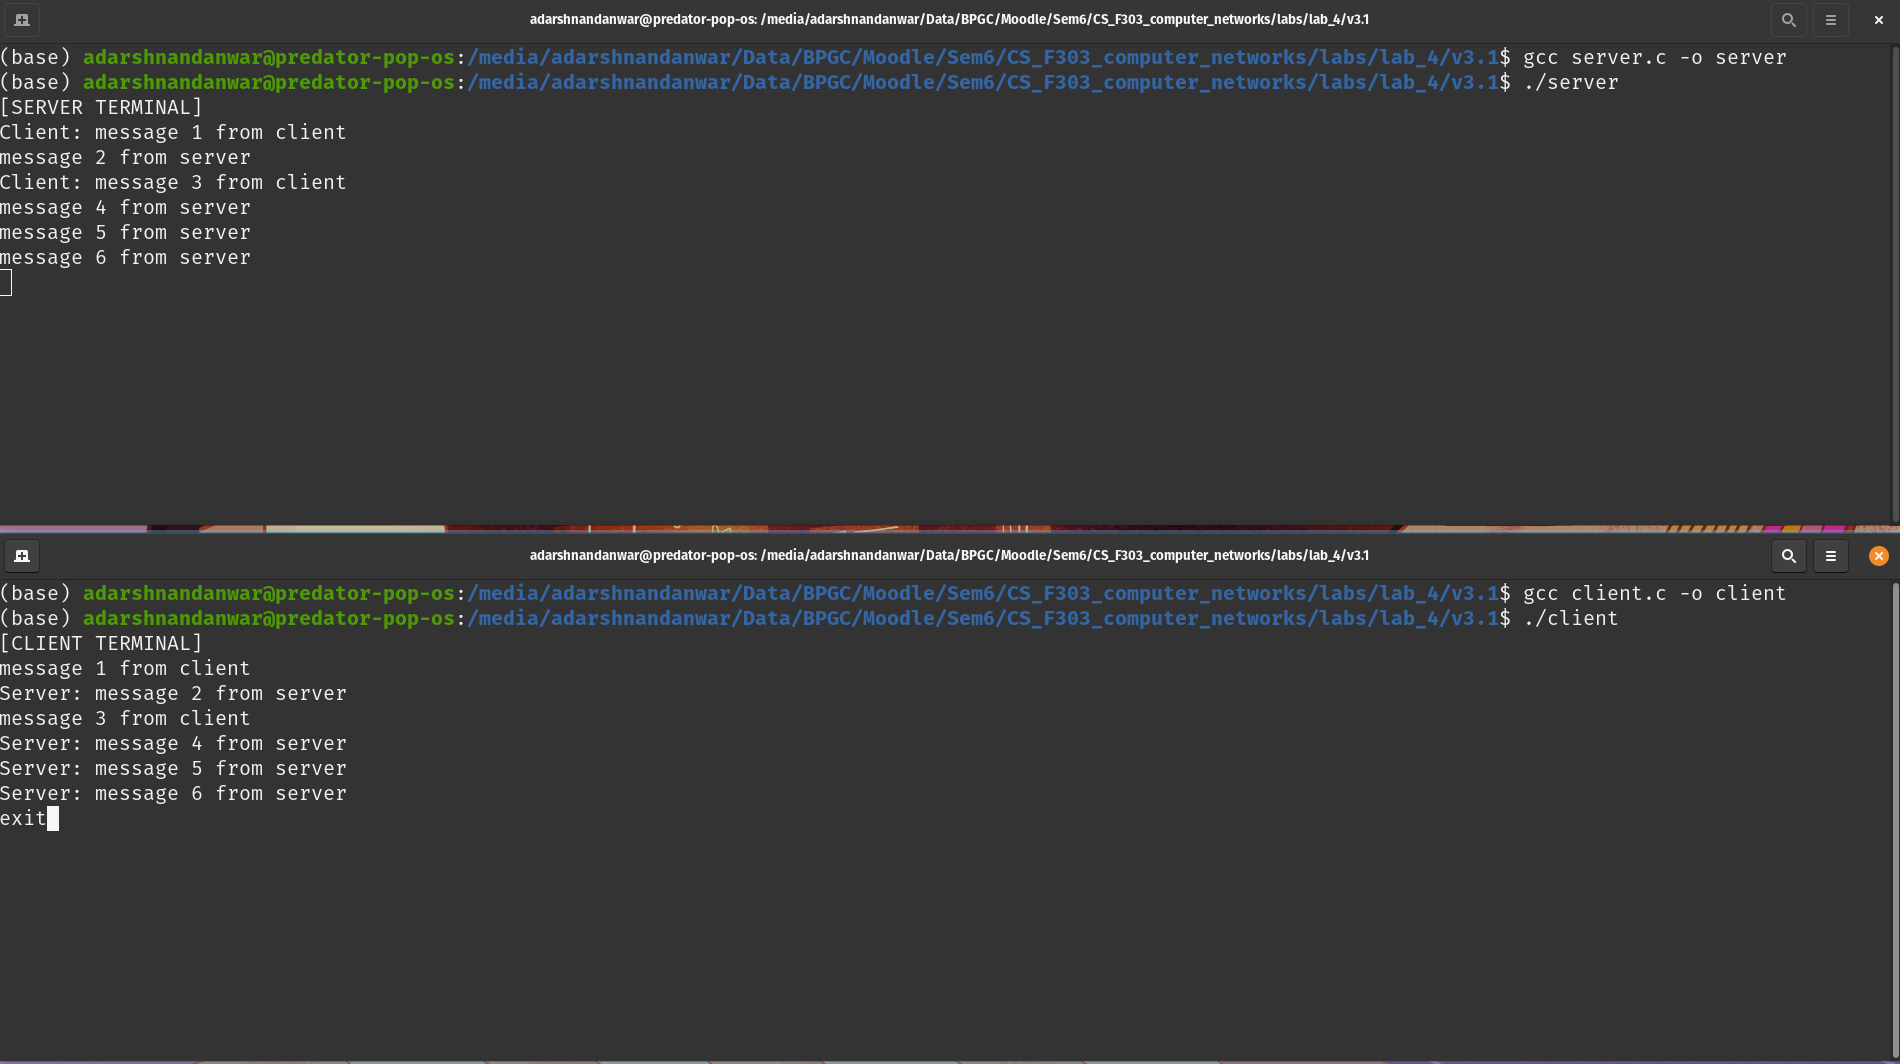 adarshnandanwar@predator-pop-os: /media/adarshnandanwar/Data/BPGC/Moodle/Sem6/CS_F303_computer_networks/labs/lab_4/v3.1
(base) adarshnandanwar@predator-pop-os:/media/adarshnandanwar/Data/BPGC/Moodle/Sem6/CS_F303_computer_networks/labs/lab_4/v3.1$ gcc server.c -o server
(base) adarshnandanwar@predator-pop-os:/media/adarshnandanwar/Data/BPGC/Moodle/Sem6/CS_F303_computer_networks/labs/lab_4/v3.1$ ./server
[SERVER TERMINAL]
Client: message 1 from client
message 2 from server
Client: message 3 from client
message 4 from server
message 5 from server
message 6 from server
adarshnandanwar@predator-pop-os: /media/adarshnandanwar/Data/BPGC/Moodle/Sem6/CS_F303_computer_networks/labs/lab_4/v3.1
(base) adarshnandanwar@predator-pop-os:/media/adarshnandanwar/Data/BPGC/Moodle/Sem6/CS_F303_computer_networks/labs/lab_4/v3.1$ gcc client.c -o client
(base) adarshnandanwar@predator-pop-os:/media/adarshnandanwar/Data/BPGC/Moodle/Sem6/CS_F303_computer_networks/labs/lab_4/v3.1$ ./client
[CLIENT TERMINAL]
message 1 from client
Server: message 2 from server
message 3 from client
Server: message 4 from server
Server: message 5 from server
Server: message 6 from server
exit